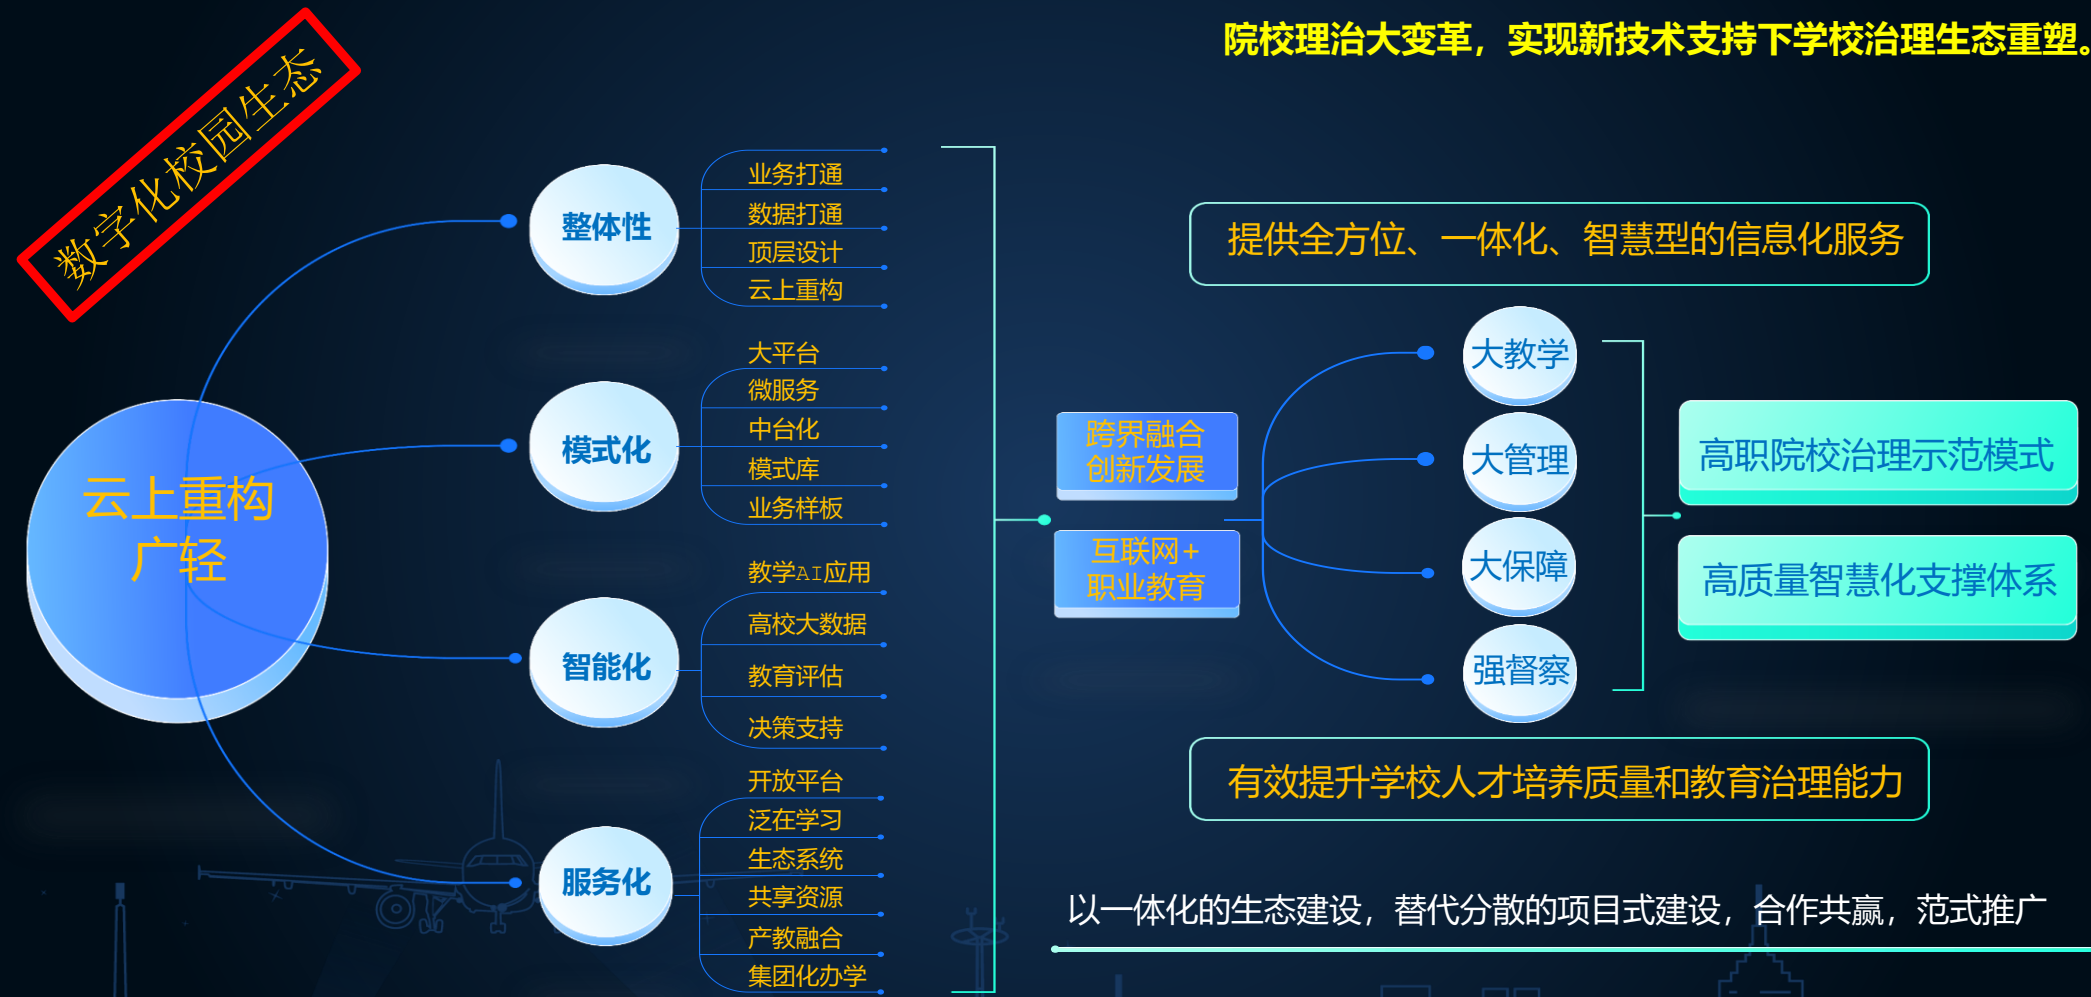 数字化校园生态
院校理治大变革，实现新技术支持下学校治理生态重塑。
云上重构
广轻
整体性
业务打通
数据打通
顶层设计
云上重构
模式化
大平台
微服务
中台化
模式库
业务样板
智能化
教学AI应用
高校大数据
教育评估
决策支持
服务化
开放平台
泛在学习
生态系统
共享资源
产教融合
集团化办学
跨界融合
创新发展
互联网+
职业教育
提供全方位、一体化、智慧型的信息化服务
大教学
大管理
大保障
强督察
高职院校治理示范模式
高质量智慧化支撑体系
有效提升学校人才培养质量和教育治理能力
以一体化的生态建设，替代分散的项目式建设，合作共赢，范式推广